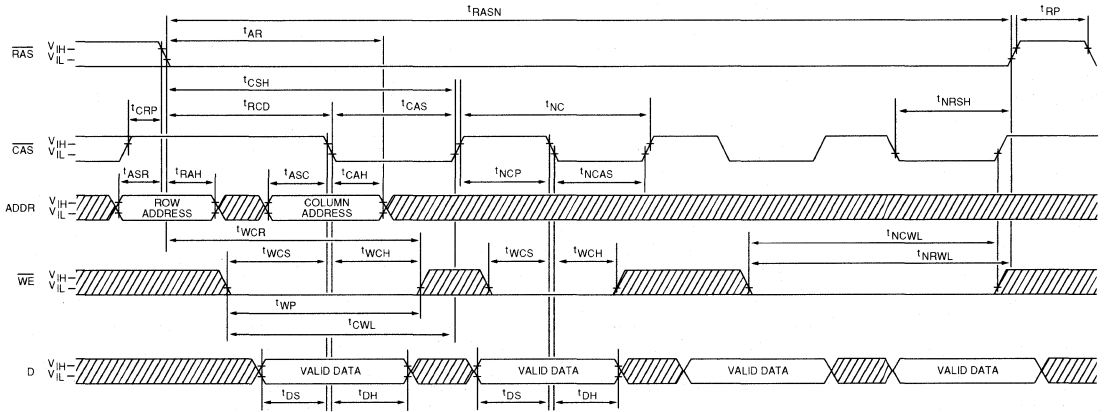 tRASN
tRP
tAR
RAS
VIH
VIL
tCSH
tCRP
tRCD
tCAS
tNC
tNRSH
CAS
VIH
VIL
tASR
tRAH
tASC
tCAH
tNCP
tNCAS
ADDR
VIH
VIL
ROW ADDRESS
COLUMN ADDRESS
tWCR
tNCWL
tWCS
tWCH
tWCS
tWCH
tNRWL
WE
VIH
VIL
tWP
tCWL
D
VIH
VIL
VALID DATA
VALID DATA
VALID DATA
VALID DATA
tDS
tDH
tDS
tDH